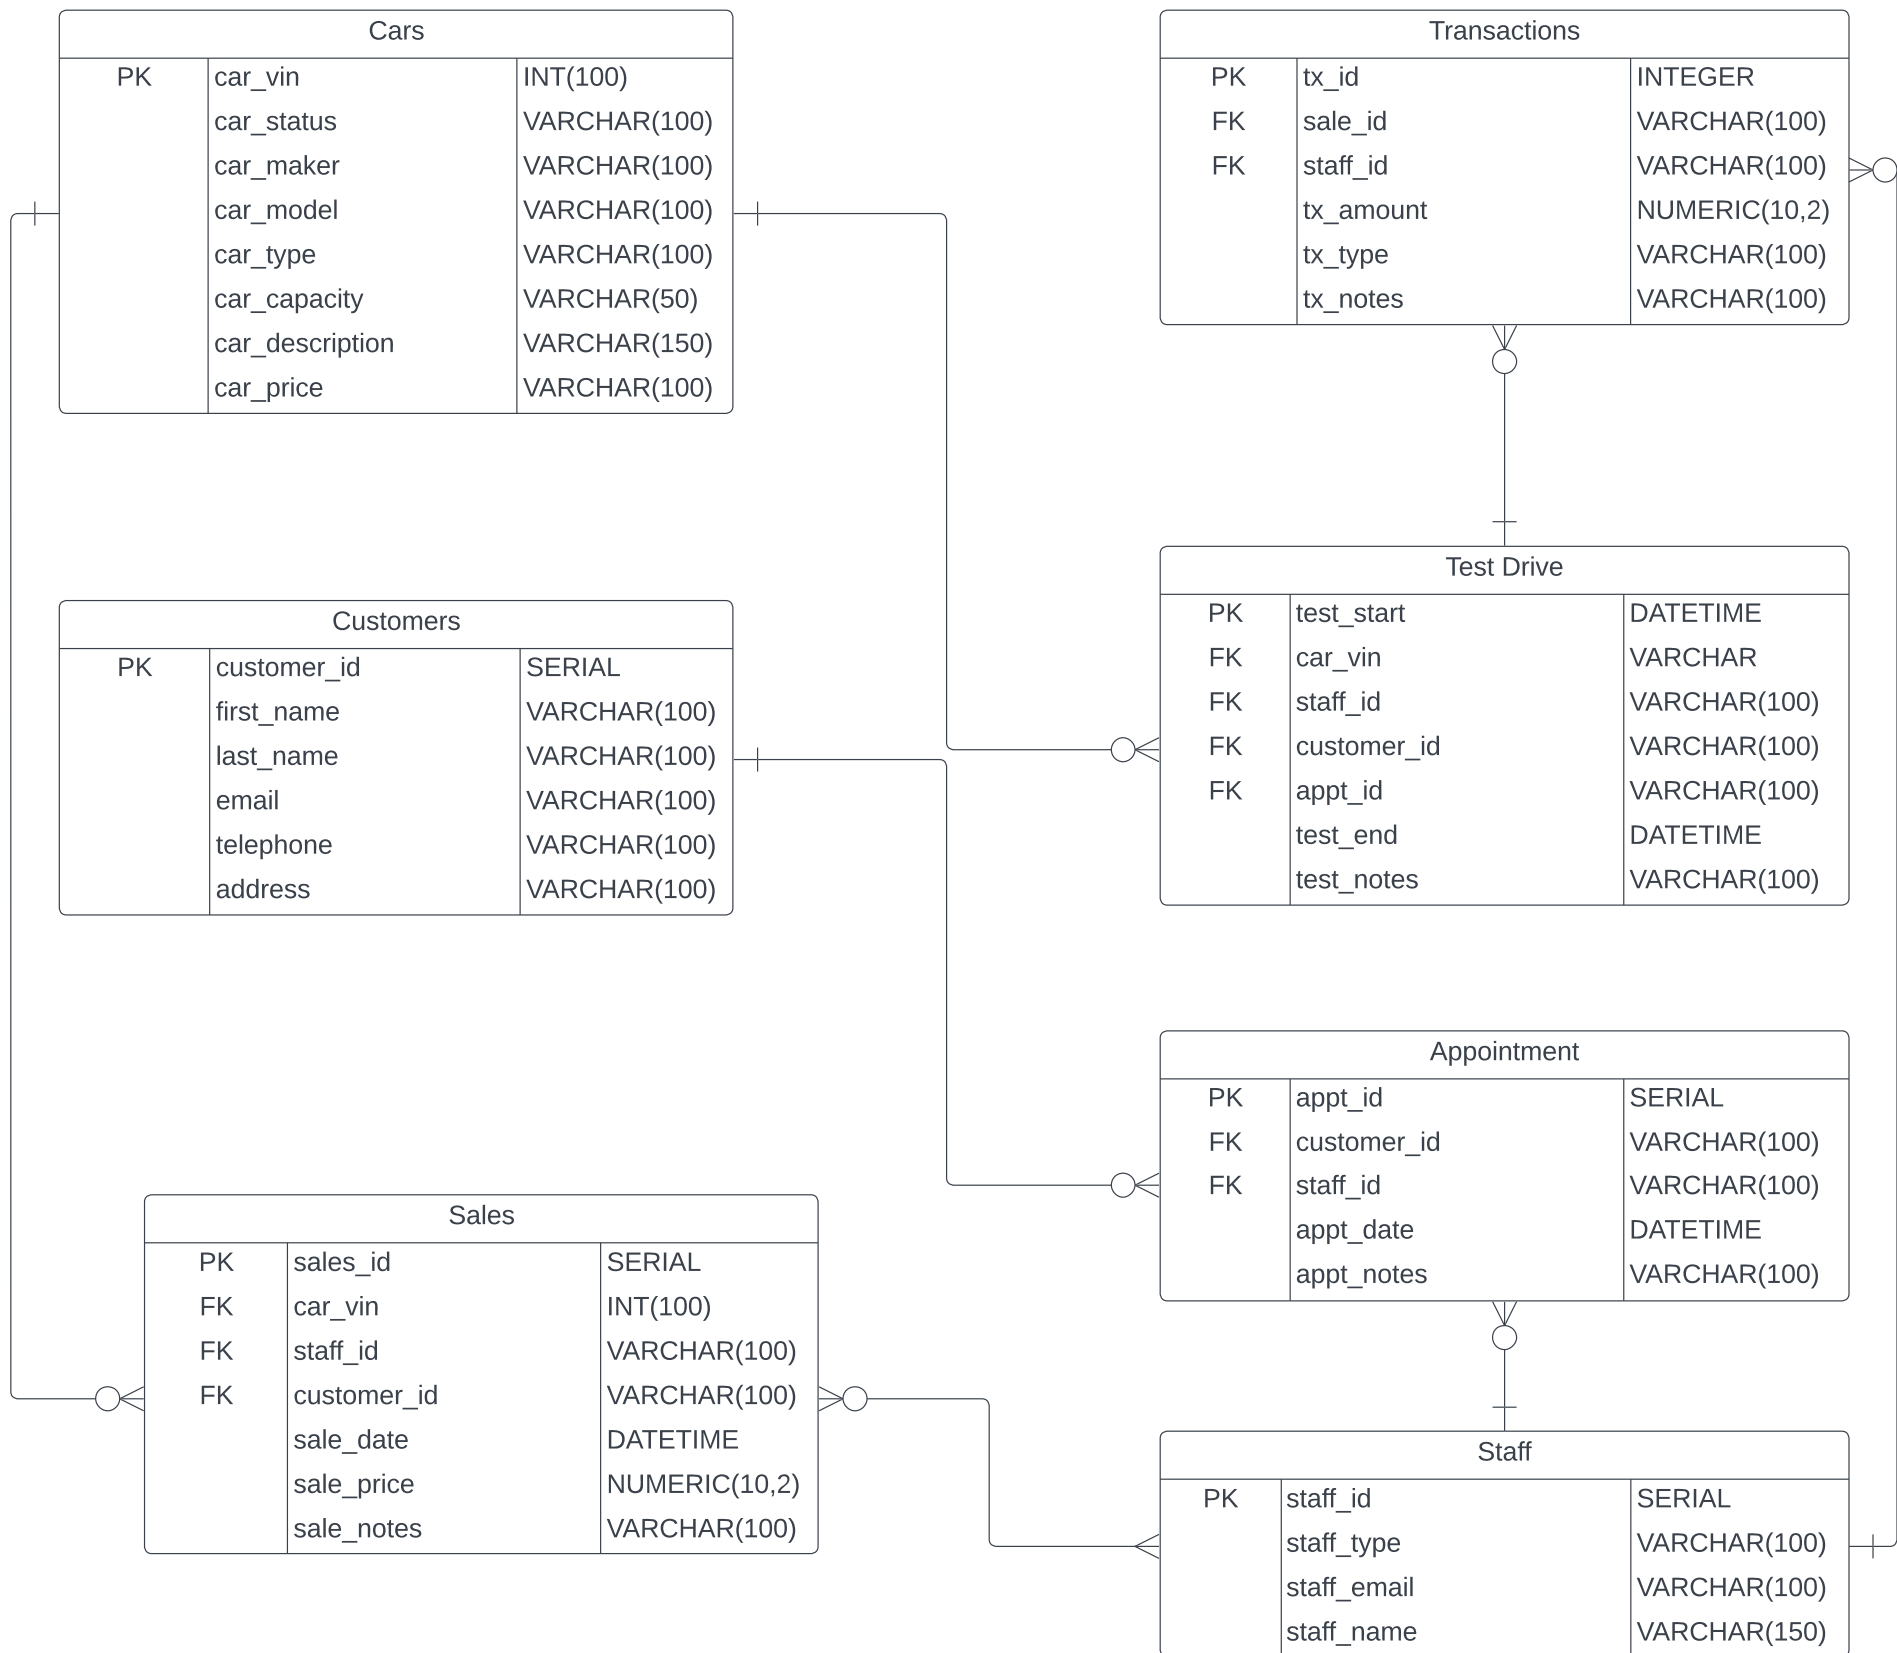 Cars
PK car_vin INT(100)
car_status VARCHAR(100)
car_maker VARCHAR(100)
car_model VARCHAR(100)
car_type VARCHAR(100)
car_capacity VARCHAR(50)
car_description VARCHAR(150)
car_price VARCHAR(100)
Transactions
PK tx_id INTEGER
FK sale_id VARCHAR(100)
FK staff_id VARCHAR(100)
tx_amount NUMERIC(10,2)
tx_type VARCHAR(100)
tx_notes VARCHAR(100)
Customers
PK customer_id SERIAL
first_name VARCHAR(100)
last_name VARCHAR(100)
email VARCHAR(100)
telephone VARCHAR(100)
address VARCHAR(100)
Test Drive
PK test_start DATETIME
FK car_vin VARCHAR
FK staff_id VARCHAR(100)
FK customer_id VARCHAR(100)
FK appt_id VARCHAR(100)
test_end DATETIME
test_notes VARCHAR(100)
Appointment
PK appt_id SERIAL
FK customer_id VARCHAR(100)
FK staff_id VARCHAR(100)
appt_date DATETIME
appt_notes VARCHAR(100)
Sales
PK sales_id SERIAL
FK car_vin INT(100)
FK staff_id VARCHAR(100)
FK customer_id VARCHAR(100)
sale_date DATETIME
sale_price NUMERIC(10,2)
sale_notes VARCHAR(100)
Staff
PK staff_id SERIAL
staff_type VARCHAR(100)
staff_email VARCHAR(100)
staff_name VARCHAR(150)